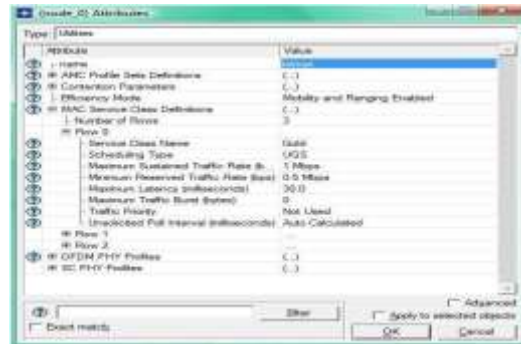 (node_0) Attributes
Type: Utilities
Attribute Value
name
AMC Profile Sets Definitions (...)
Contention Parameters (...)
Efficiency Mode Mobility and Ranging Enabled
MAC Service Class Definitions (...)
Number of Rows 3
Row 0
Service Class Name Gold
Scheduling Type UGS
Maximum Sustained Traffic Rate (b... 1 Mbps
Minimum Reserved Traffic Rate (bps) 0.5 Mbps
Maximum Latency (milliseconds) 30.0
Maximum Traffic Burst (bytes) 0
Traffic Priority Not Used
Unsolicited Poll Interval (milliseconds) Auto Calculated
Row 1 ...
Row 2 ...
OFDM PHY Profiles (...)
SC PHY Profiles (...)
Advanced
Filter
Apply to selected objects
Exact match
OK Cancel